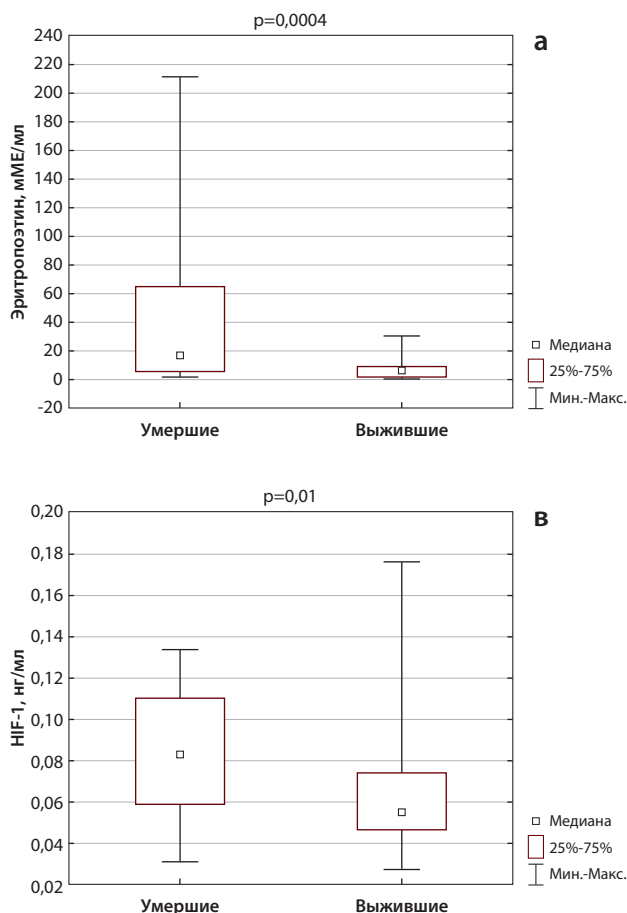 p=0,0004
а
Эритропоэтин, мМЕ/мл
240
220
200
180
160
140
120
100
80
60
40
20
0
-20
Умершие
Выжившие
Медиана
25%-75%
Мин.-Макс.
p=0,01
в
HIF-1, нг/мл
0,20
0,18
0,16
0,14
0,12
0,10
0,08
0,06
0,04
0,02
Умершие
Выжившие
Медиана
25%-75%
Мин.-Макс.